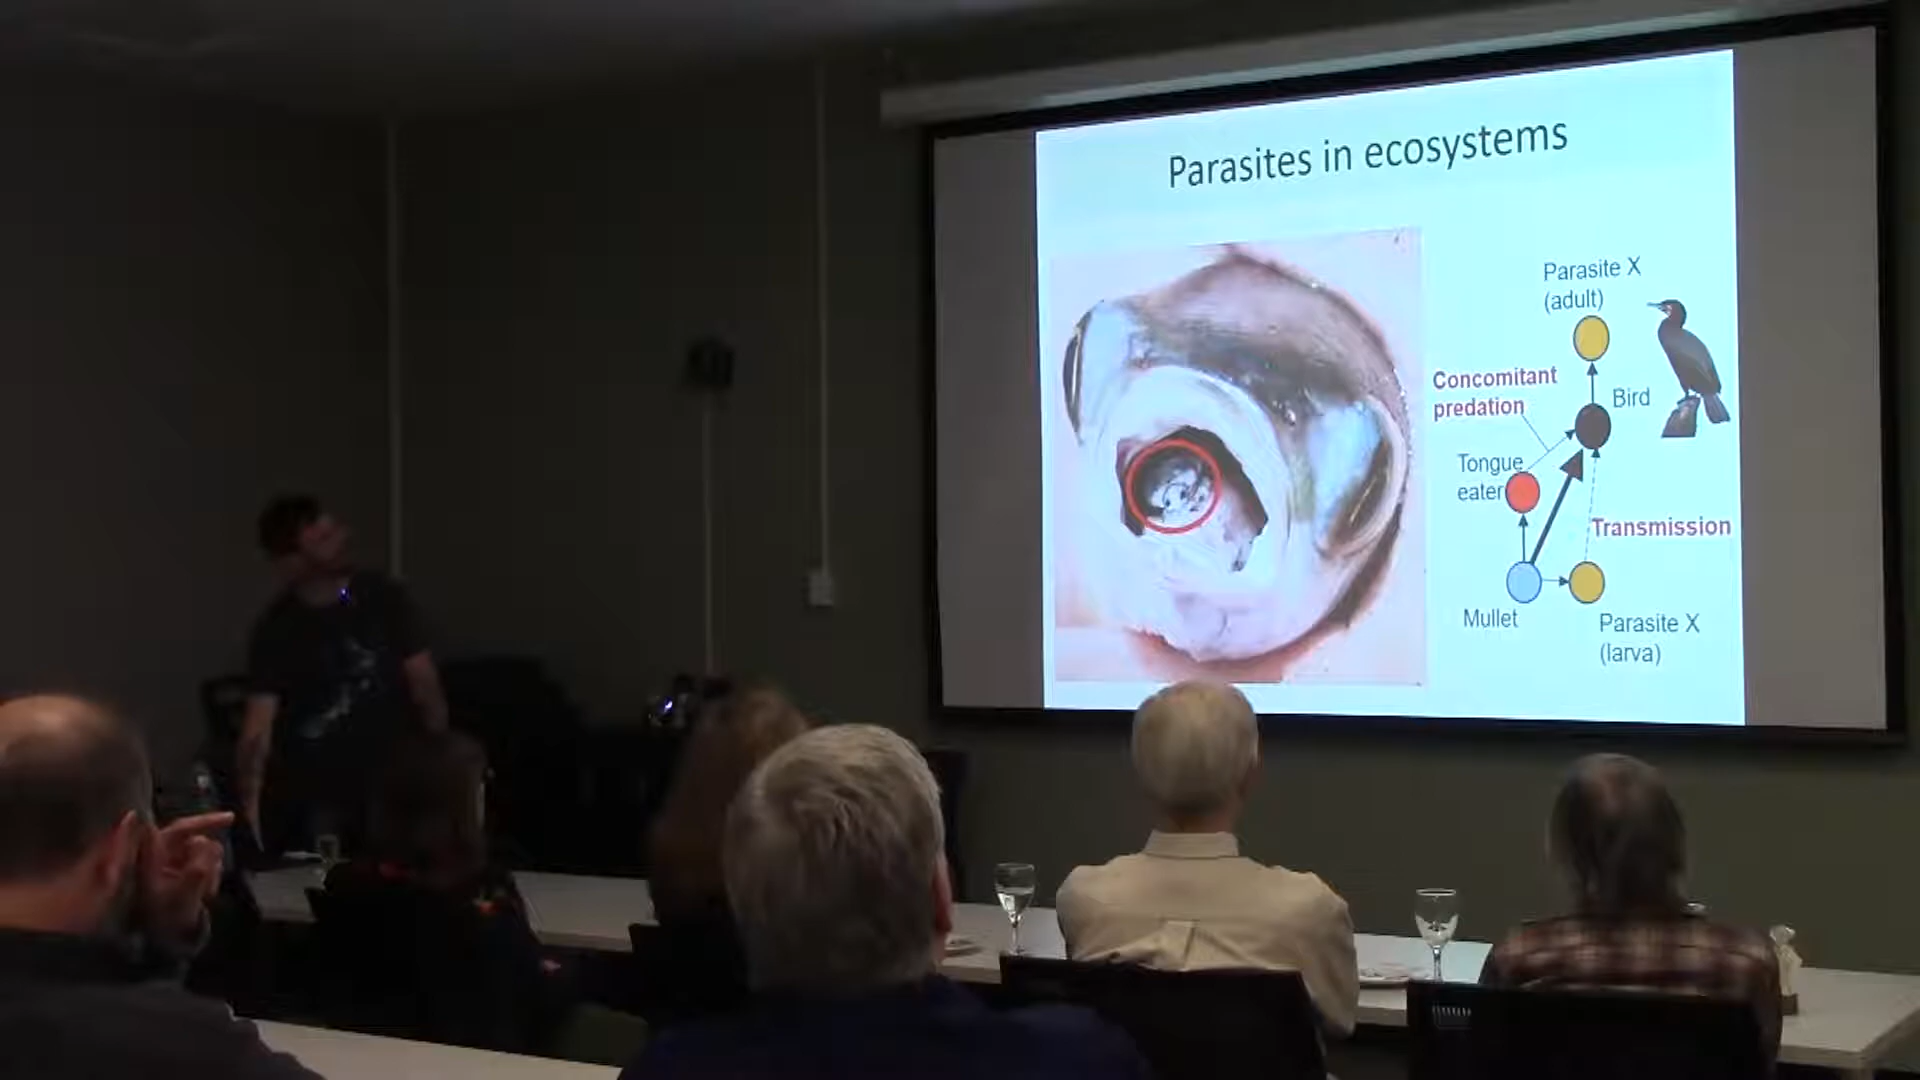 Parasites in ecosystems
Parasite X
(adult)
Concomitant
predation
Bird
Tongue
eater
Transmission
Mullet
Parasite X
(larva)